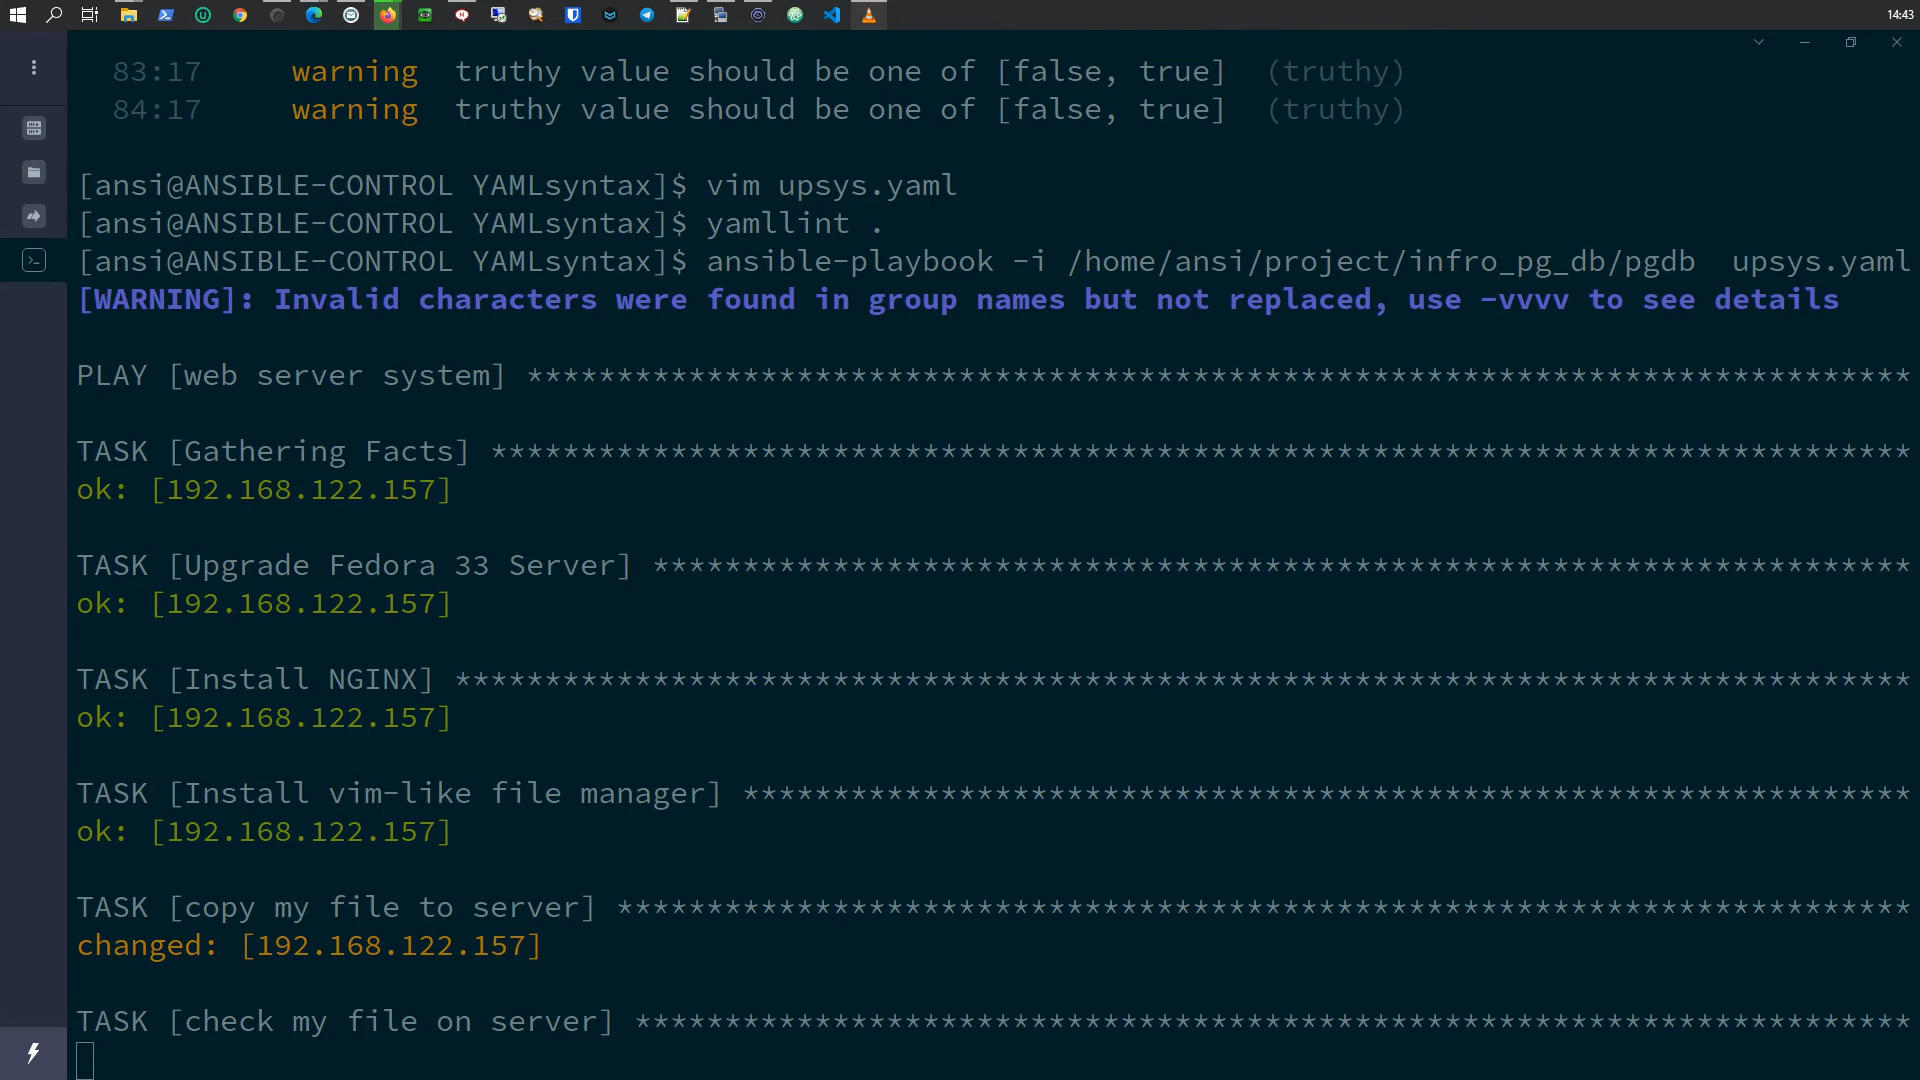 14:43
83:17 warning truthy value should be one of [false, true] (truthy)
84:17 warning truthy value should be one of [false, true] (truthy)
[ansi@ANSIBLE-CONTROL YAMLsyntax]$ vim upsys.yaml
[ansi@ANSIBLE-CONTROL YAMLsyntax]$ yamllint .
[ansi@ANSIBLE-CONTROL YAMLsyntax]$ ansible-playbook -i /home/ansi/project/infro_pg_db/pgdb upsys.yaml
[WARNING]: Invalid characters were found in group names but not replaced, use -vvvv to see details
PLAY [web server system] *****************************************************************************
TASK [Gathering Facts] *******************************************************************************
ok: [192.168.122.157]
TASK [Upgrade Fedora 33 Server] **********************************************************************
ok: [192.168.122.157]
TASK [Install NGINX] *********************************************************************************
ok: [192.168.122.157]
TASK [Install vim-like file manager] *****************************************************************
ok: [192.168.122.157]
TASK [copy my file to server] ************************************************************************
changed: [192.168.122.157]
TASK [check my file on server] ***********************************************************************